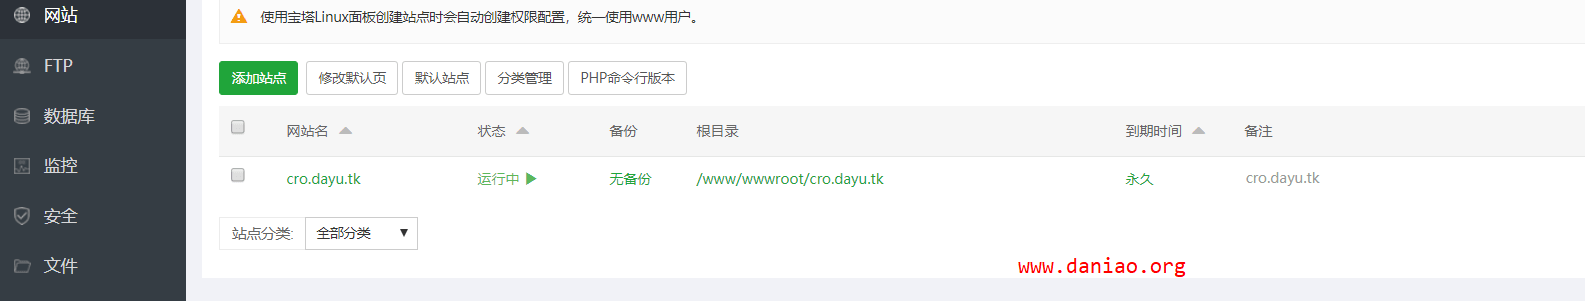 网站
使用宝塔Linux面板创建站点时会自动创建权限配置，统一使用www用户。
FTP
添加站点 修改默认页 默认站点 分类管理 PHP命令行版本
数据库
网站名 状态 备份 根目录 到期时间 备注
监控
cro.dayu.tk 运行中 无备份 /www/wwwroot/cro.dayu.tk 永久 cro.dayu.tk
安全
站点分类: 全部分类
文件
www.daniao.org